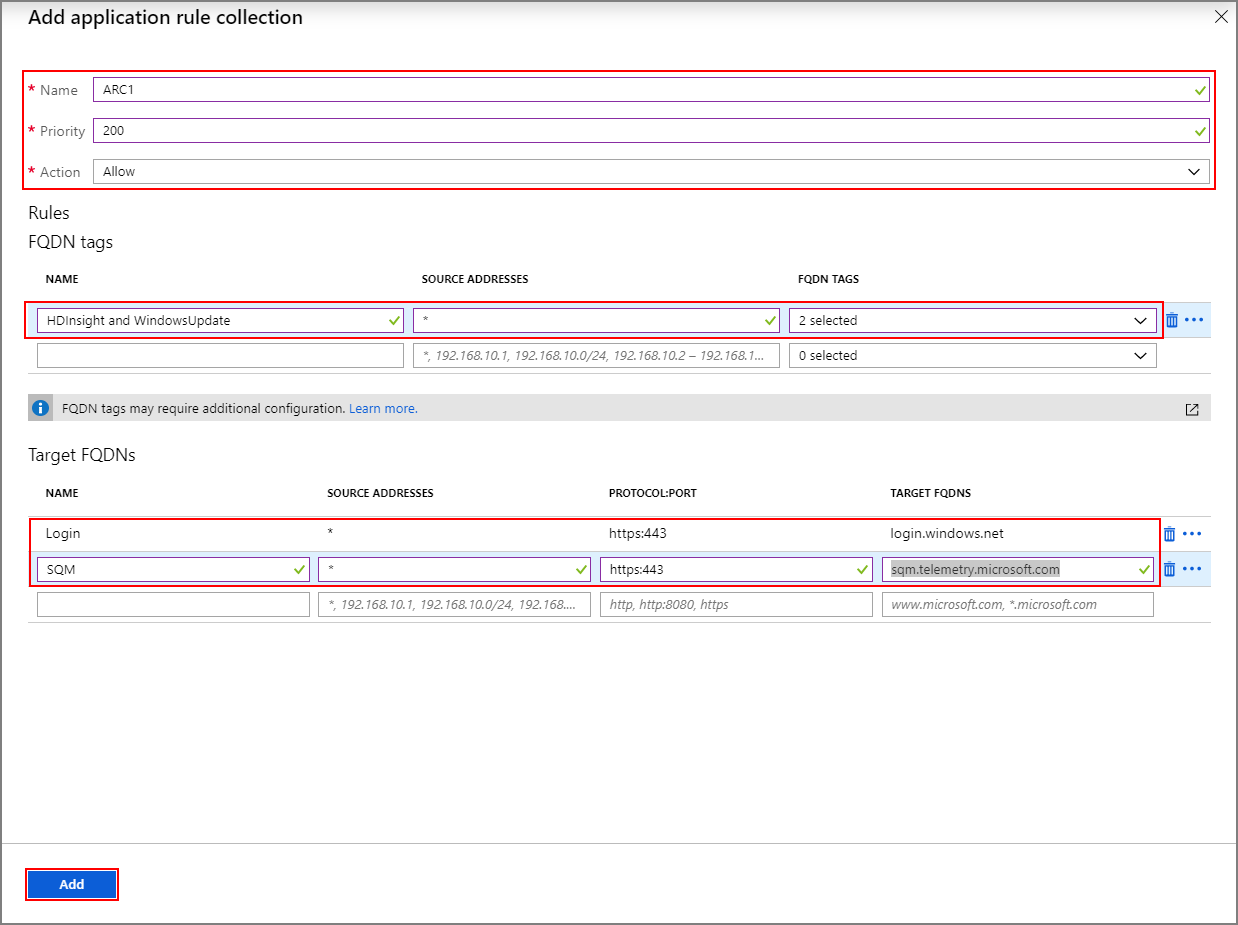 Add application rule collection
* Name ARC1
* Priority 200
* Action Allow
Rules
FQDN tags
NAME SOURCE ADDRESSES FQDN TAGS
HDInsight and WindowsUpdate * 2 selected
*, 192.168.10.1, 192.168.10.0/24, 192.168.10.2 – 192.168.1... 0 selected
FQDN tags may require additional configuration. Learn more.
Target FQDNs
NAME SOURCE ADDRESSES PROTOCOL:PORT TARGET FQDNS
Login * https:443 login.windows.net
SQM * https:443 sqm.telemetry.microsoft.com
*, 192.168.10.1, 192.168.10.0/24, 192.168.... http, http:8080, https www.microsoft.com, *.microsoft.com
Add